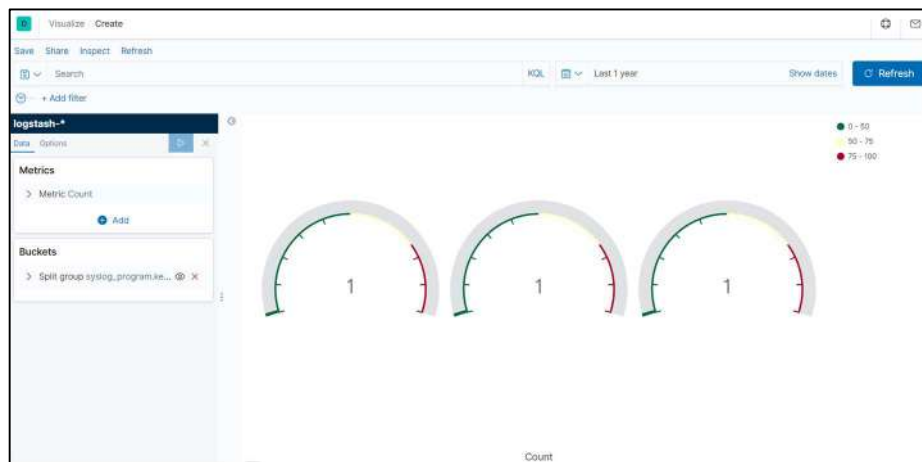 D Visualize Create
Save Share Inspect Refresh
Search KQL Last 1 year Show dates Refresh
+ Add filter
logstash-*
Data Options
Metrics
Metric Count
Add
Buckets
Split group syslog_program.ke...
0 - 50
50 - 75
75 - 100
1 1 1
Count